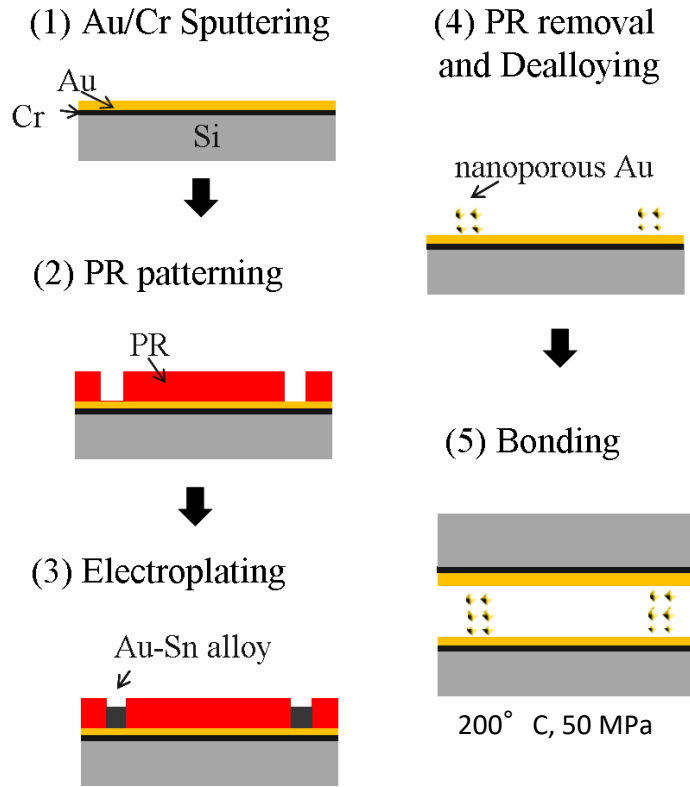 (1) Au/Cr Sputtering
Au
Cr
Si
(2) PR patterning
PR
(3) Electroplating
Au-Sn alloy
(4) PR removal
and Dealloying
nanoporous Au
(5) Bonding
200° C, 50 MPa